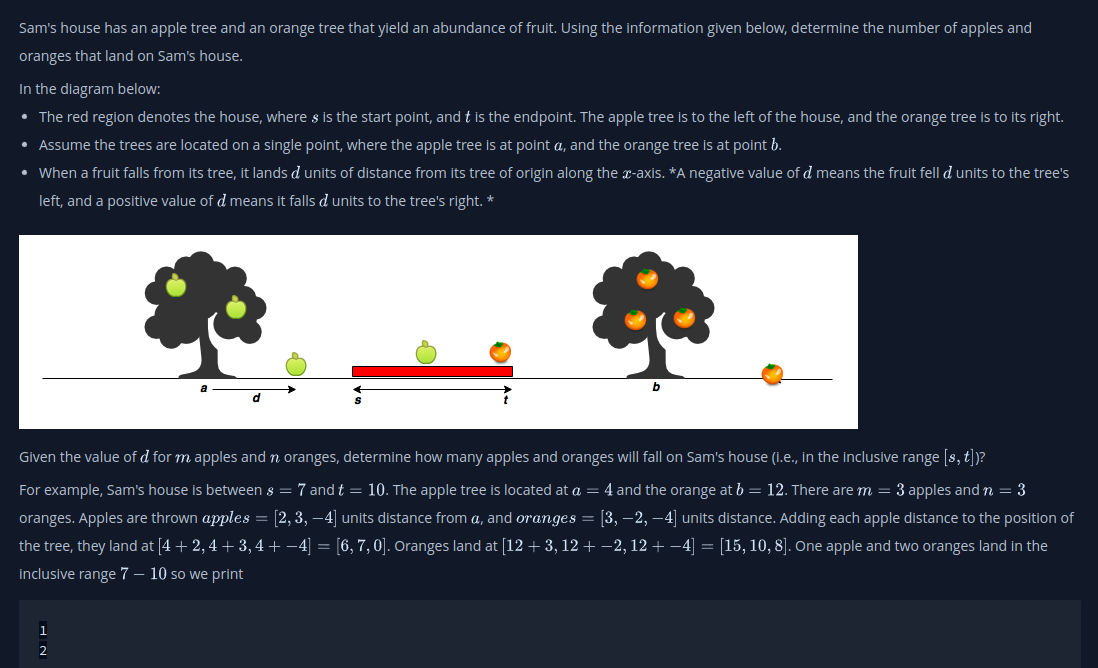 Sam's house has an apple tree and an orange tree that yield an abundance of fruit. Using the information given below, determine the number of apples and
oranges that land on Sam's house.
In the diagram below:
• The red region denotes the house, where s is the start point, and t is the endpoint. The apple tree is to the left of the house, and the orange tree is to its right.
• Assume the trees are located on a single point, where the apple tree is at point a, and the orange tree is at point b.
• When a fruit falls from its tree, it lands d units of distance from its tree of origin along the x-axis. *A negative value of d means the fruit fell d units to the tree's
left, and a positive value of d means it falls d units to the tree's right. *
a
d
s
t
b
Given the value of d for m apples and n oranges, determine how many apples and oranges will fall on Sam's house (i.e., in the inclusive range [s, t])?
For example, Sam's house is between s = 7 and t = 10. The apple tree is located at a = 4 and the orange at b = 12. There are m = 3 apples and n = 3
oranges. Apples are thrown apples = [2, 3, −4] units distance from a, and oranges = [3, −2, −4] units distance. Adding each apple distance to the position of
the tree, they land at [4 + 2, 4 + 3, 4 + −4] = [6, 7, 0]. Oranges land at [12 + 3, 12 + −2, 12 + −4] = [15, 10, 8]. One apple and two oranges land in the
inclusive range 7 − 10 so we print
1
2